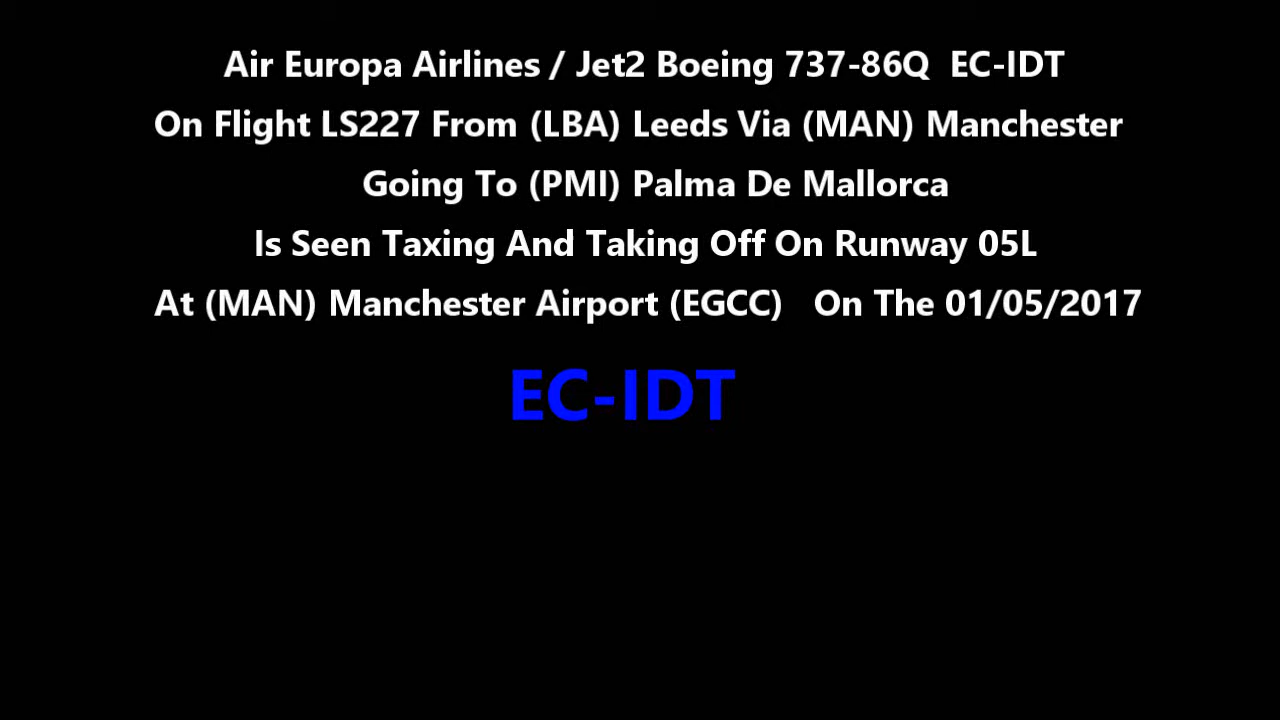 Air Europa Airlines / Jet2 Boeing 737-86Q  EC-IDT
On Flight LS227 From (LBA) Leeds Via (MAN) Manchester
Going To (PMI) Palma De Mallorca
Is Seen Taxing And Taking Off On Runway 05L
At (MAN) Manchester Airport (EGCC)   On The 01/05/2017
EC-IDT